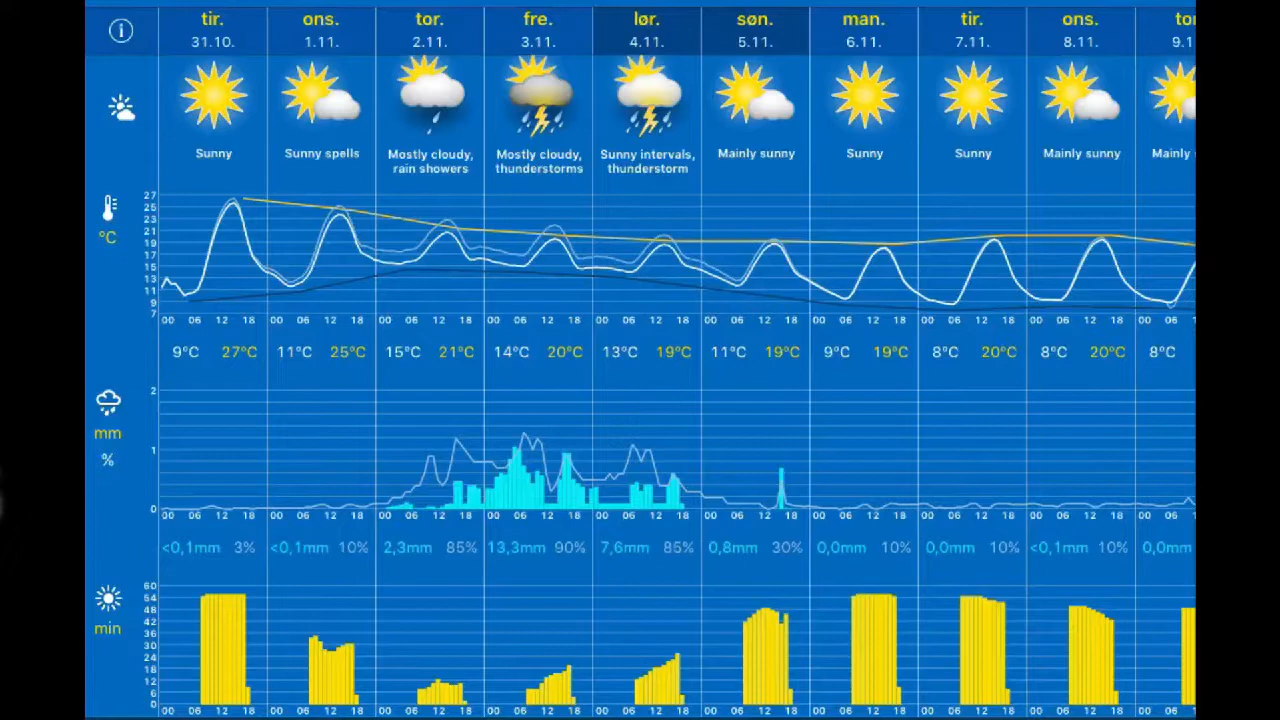 i
tir. ons. tor. fre. lør. søn. man. tir. ons. tor
31.10. 1.11. 2.11. 3.11. 4.11. 5.11. 6.11. 7.11. 8.11. 9.1
Sunny Sunny spells Mostly cloudy, Mostly cloudy, Sunny intervals, Mainly sunny Sunny Sunny Mainly sunny Mainly
rain showers thunderstorms thunderstorm
27
25
23
°C
21
19
17
15
13
11
9
7
00 06 12 18 00 06 12 18 00 06 12 18 00 06 12 18 00 06 12 18 00 06 12 18 00 06 12 18 00 06 12 18 00 06 12 18 00 06 1
9°C 27°C 11°C 25°C 15°C 21°C 14°C 20°C 13°C 19°C 11°C 19°C 9°C 19°C 8°C 20°C 8°C 20°C 8°C
2
mm
1
%
0
00 06 12 18 00 06 12 18 00 06 12 18 00 06 12 18 00 06 12 18 00 06 12 18 00 06 12 18 00 06 12 18 00 06 12 18 00 06 1
<0,1mm 3% <0,1mm 10% 2,3mm 85% 13,3mm 90% 7,6mm 85% 0,8mm 30% 0,0mm 10% 0,0mm 10% <0,1mm 10% 0,0mm
60
54
48
42
min
36
30
24
18
12
6
0
00 06 12 18 00 06 12 18 00 06 12 18 00 06 12 18 00 06 12 18 00 06 12 18 00 06 12 18 00 06 12 18 00 06 12 18 00 06 1